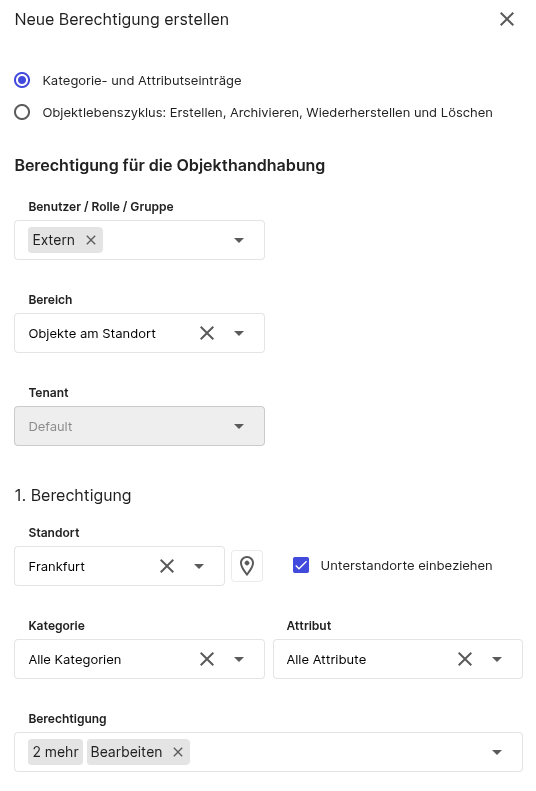 Neue Berechtigung erstellen
Kategorie- und Attributseinträge
Objektlebenszyklus: Erstellen, Archivieren, Wiederherstellen und Löschen
Berechtigung für die Objekthandhabung
Benutzer / Rolle / Gruppe
Extern
Bereich
Objekte am Standort
Tenant
Default
1. Berechtigung
Standort
Frankfurt
Unterstandorte einbeziehen
Kategorie
Attribut
Alle Kategorien
Alle Attribute
Berechtigung
2 mehr Bearbeiten